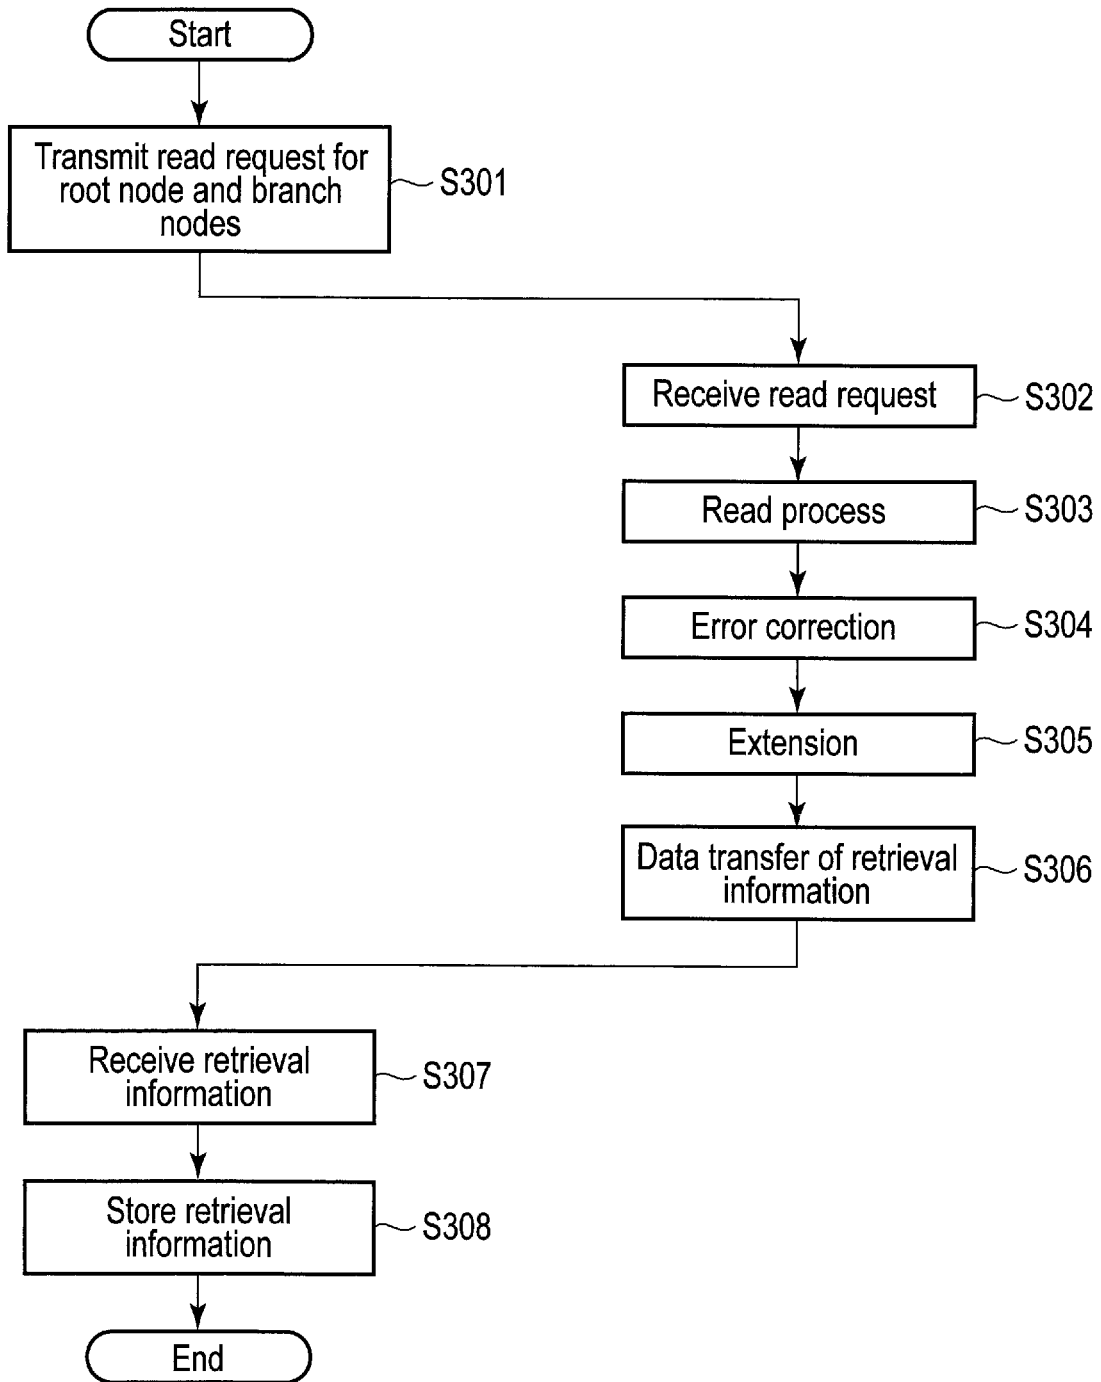 Start
Transmit read request for
root node and branch
nodes
S301
Receive read request
S302
Read process
S303
Error correction
S304
Extension
S305
Data transfer of retrieval
information
S306
Receive retrieval
information
S307
Store retrieval
information
S308
End